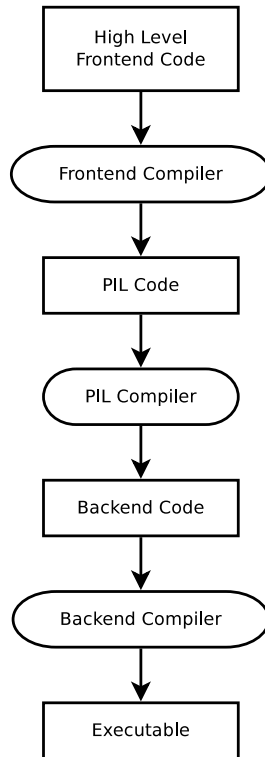 High Level
Frontend Code
Frontend Compiler
PIL Code
PIL Compiler
Backend Code
Backend Compiler
Executable